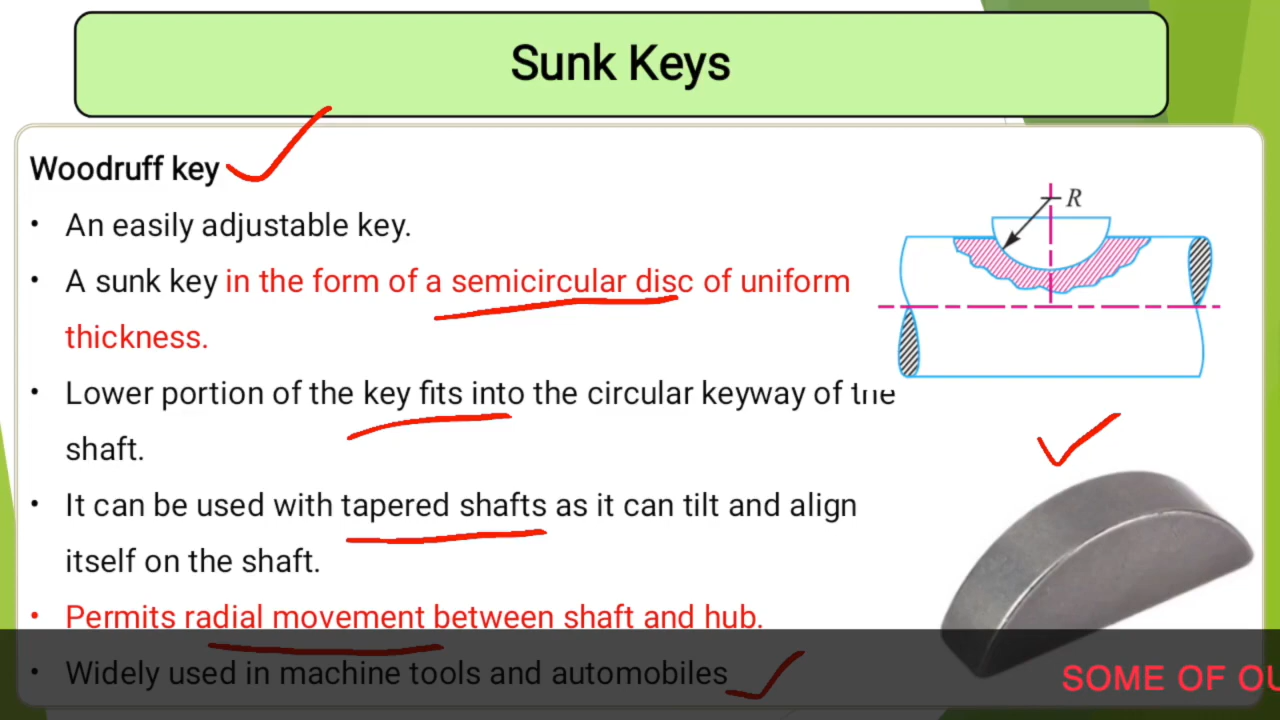 Sunk Keys
Woodruff key
• An easily adjustable key.
• A sunk key in the form of a semicircular disc of uniform
thickness.
• Lower portion of the key fits into the circular keyway of the
shaft.
• It can be used with tapered shafts as it can tilt and align
itself on the shaft.
• Permits radial movement between shaft and hub.
• Widely used in machine tools and automobiles
R
SOME OF OU